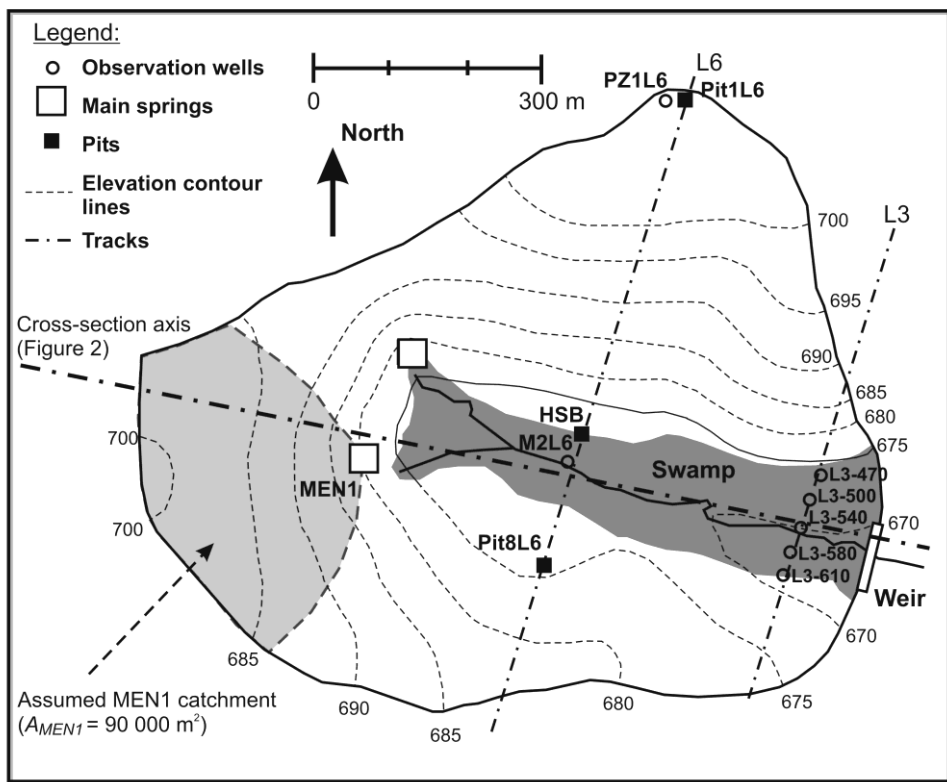 Legend:
Observation wells
Main springs
Pits
Elevation contour
lines
Tracks
0
300 m
North
L6
PZ1L6
Pit1L6
L3
700
695
690
685
680
675
Cross-section axis
(Figure 2)
HSB
M2L6
Swamp
L3-470
L3-500
L3-540
670
L3-580
L3-610
MEN1
700
700
Pit8L6
Weir
670
685
690
685
680
675
Assumed MEN1 catchment
(AMEN1 = 90 000 m²)